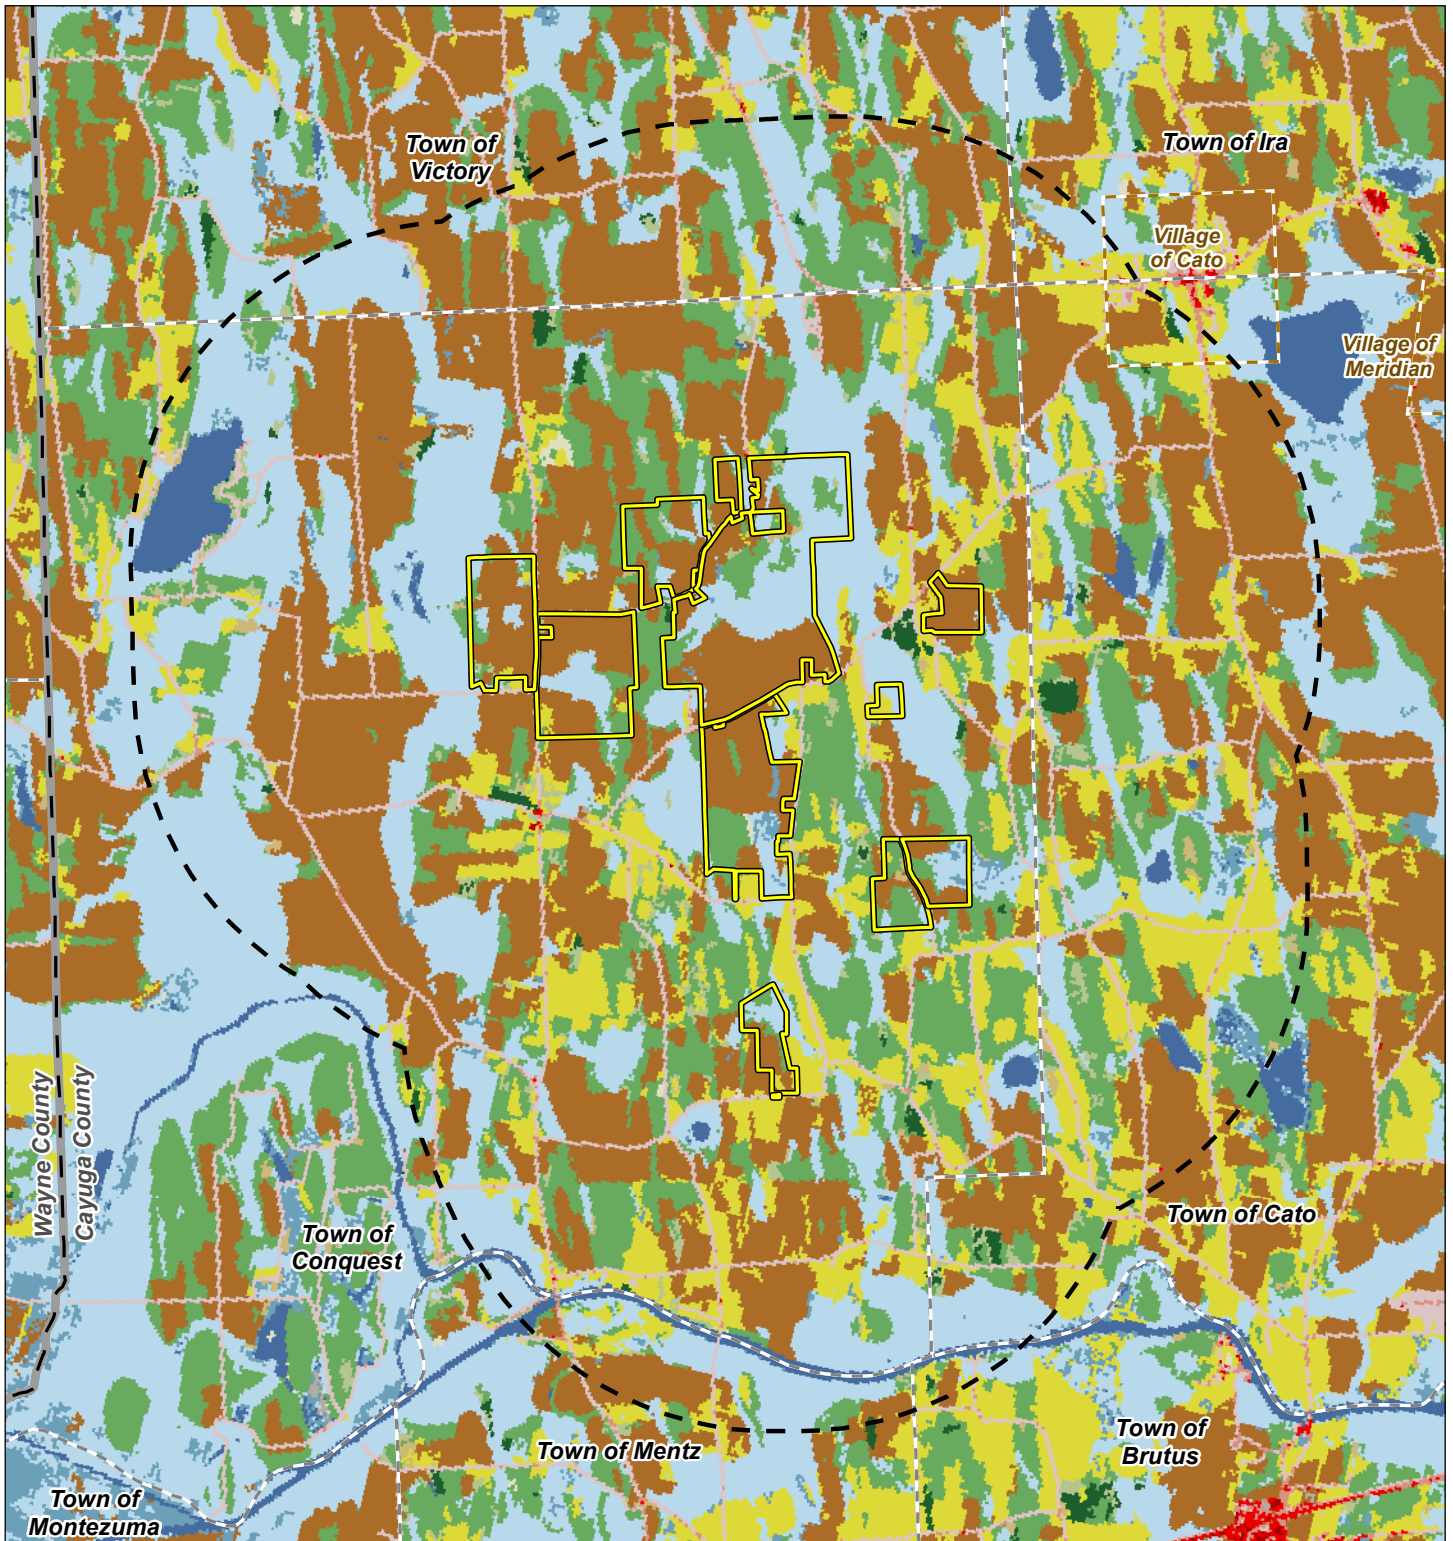 Town of
Victory
Town of Ira
Village
of Cato
Village of
Meridian
Wayne County
Cayuga County
Town of
Conquest
Town of Cato
Town of Mentz
Town of
Brutus
Town of
Montezuma